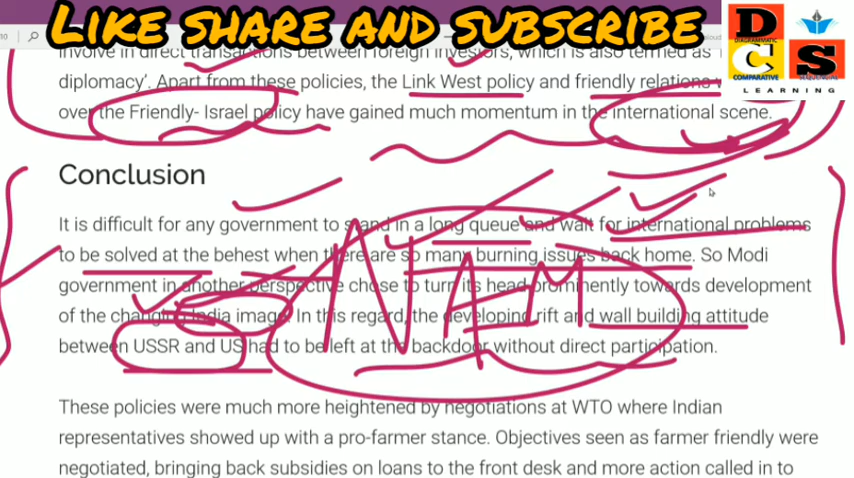 LIKE SHARE AND SUBSCRIBE
D
DIAGRAMMATIC
C
COMPARATIVE
S
SEQUENTIAL
LEARNING
involve in direct transactions between foreign investors, which is also termed as
diplomacy'. Apart from these policies, the Link West policy and friendly relations
over the Friendly- Israel policy have gained much momentum in the international scene.
Conclusion
It is difficult for any government to stand in a long queue and wait for international problems
to be solved at the behest when there are so many burning issues back home. So Modi
government in another perspective chose to turn its head prominently towards development
of the changing India image. In this regard, the developing rift and wall building attitude
between USSR and US had to be left at the backdoor without direct participation.
NAM
These policies were much more heightened by negotiations at WTO where Indian
representatives showed up with a pro-farmer stance. Objectives seen as farmer friendly were
negotiated, bringing back subsidies on loans to the front desk and more action called in to